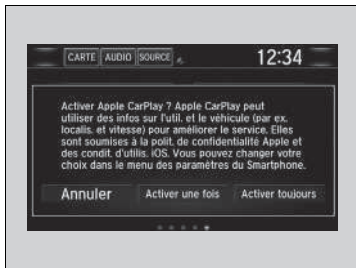 CARTE AUDIO SOURCE 12:34
Activer Apple CarPlay ? Apple CarPlay peut
utiliser des infos sur l'util. et le véhicule (par ex.
localis. et vitesse) pour améliorer le service. Elles
sont soumises à la polit. de confidentialité Apple et
des condit. d'utilis. iOS. Vous pouvez changer votre
choix dans le menu des paramètres du Smartphone.
Annuler Activer une fois Activer toujours